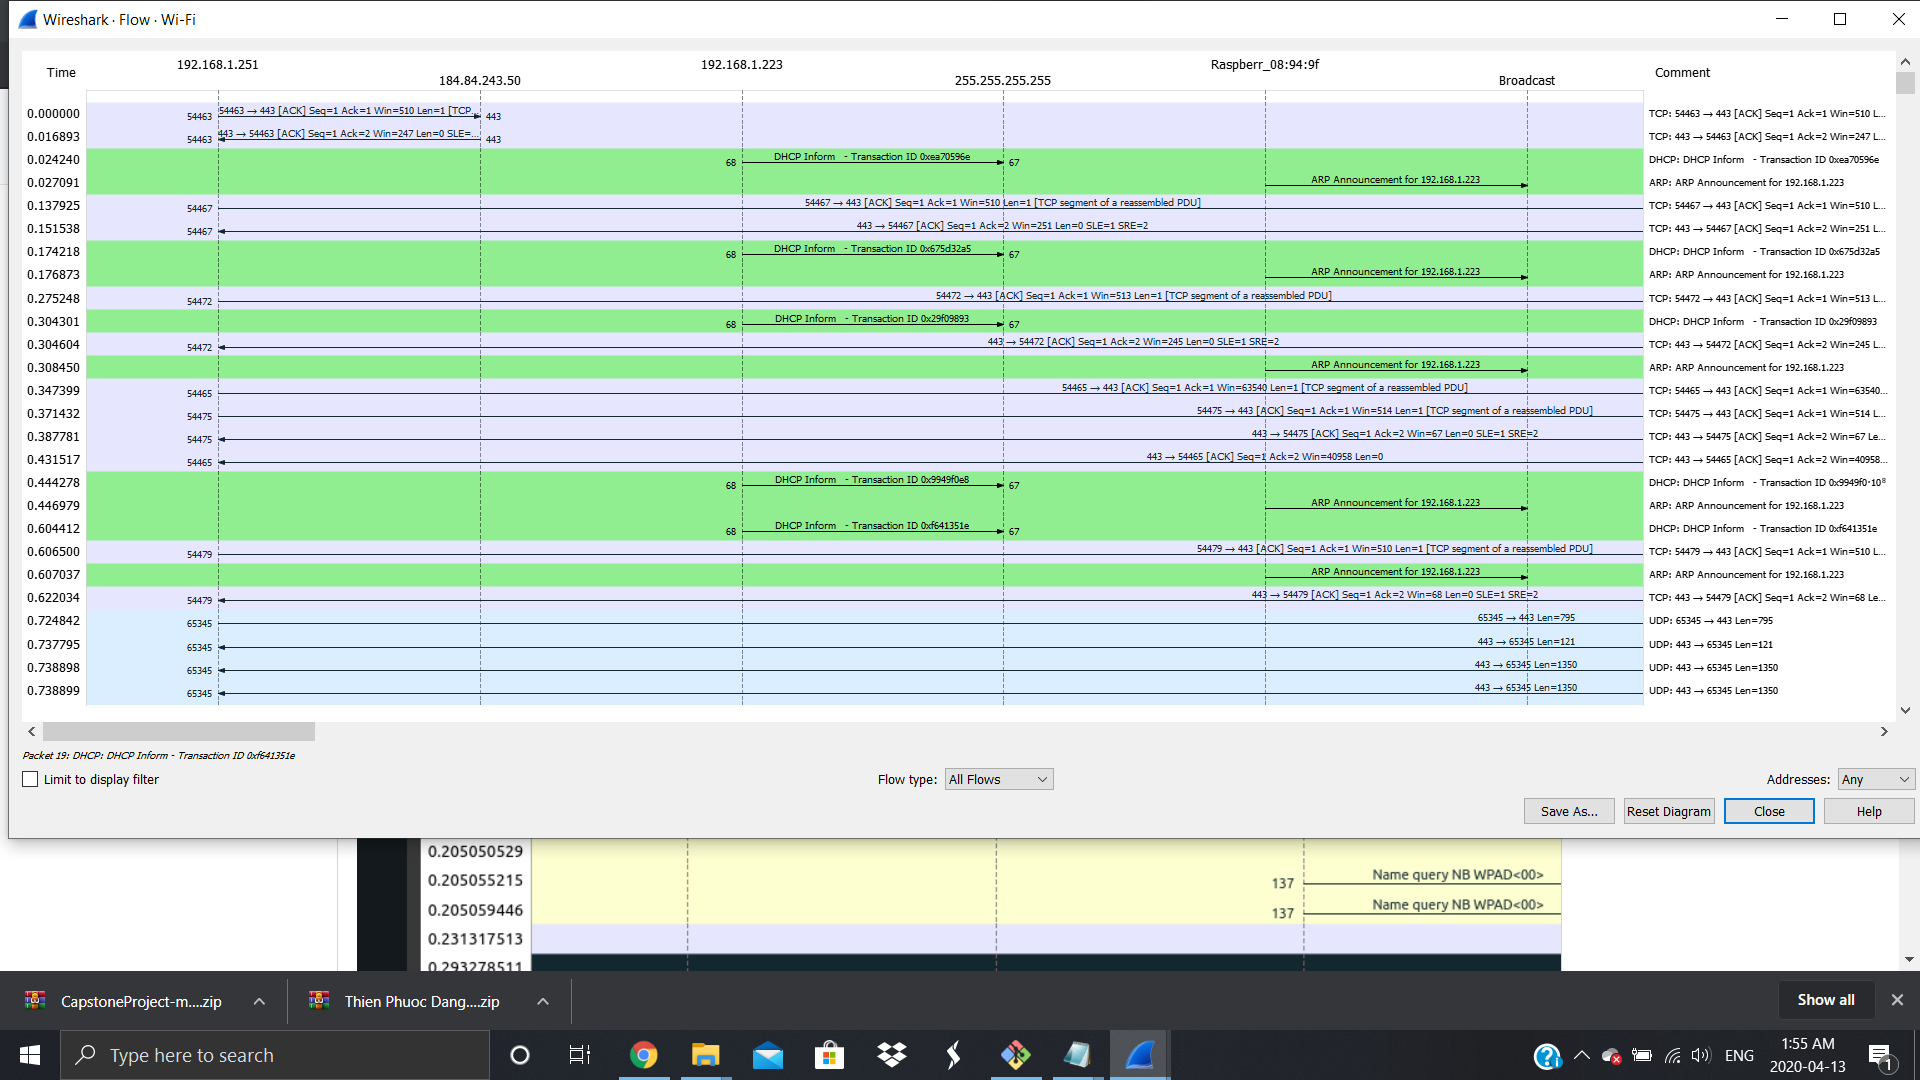 Wireshark · Flow · Wi-Fi
Time 192.168.1.251 184.84.243.50 192.168.1.223 255.255.255.255 Raspberr_08:94:9f Broadcast Comment
0.000000 54463 54463 → 443 [ACK] Seq=1 Ack=1 Win=510 Len=1 [TCP... 443 TCP: 54463 → 443 [ACK] Seq=1 Ack=1 Win=510 L...
0.016893 54463 443 → 54463 [ACK] Seq=1 Ack=2 Win=247 Len=0 SLE=... 443 TCP: 443 → 54463 [ACK] Seq=1 Ack=2 Win=247 L...
0.024240 68 DHCP Inform - Transaction ID 0xea70596e 67 DHCP: DHCP Inform - Transaction ID 0xea70596e
0.027091 ARP Announcement for 192.168.1.223 ARP: ARP Announcement for 192.168.1.223
0.137925 54467 54467 → 443 [ACK] Seq=1 Ack=1 Win=510 Len=1 [TCP segment of a reassembled PDU] TCP: 54467 → 443 [ACK] Seq=1 Ack=1 Win=510 L...
0.151538 54467 443 → 54467 [ACK] Seq=1 Ack=2 Win=251 Len=0 SLE=1 SRE=2 TCP: 443 → 54467 [ACK] Seq=1 Ack=2 Win=251 L...
0.174218 68 DHCP Inform - Transaction ID 0x675d32a5 67 DHCP: DHCP Inform - Transaction ID 0x675d32a5
0.176873 ARP Announcement for 192.168.1.223 ARP: ARP Announcement for 192.168.1.223
0.275248 54472 54472 → 443 [ACK] Seq=1 Ack=1 Win=513 Len=1 [TCP segment of a reassembled PDU] TCP: 54472 → 443 [ACK] Seq=1 Ack=1 Win=513 L...
0.304301 68 DHCP Inform - Transaction ID 0x29f09893 67 DHCP: DHCP Inform - Transaction ID 0x29f09893
0.304604 54472 443 → 54472 [ACK] Seq=1 Ack=2 Win=245 Len=0 SLE=1 SRE=2 TCP: 443 → 54472 [ACK] Seq=1 Ack=2 Win=245 L...
0.308450 ARP Announcement for 192.168.1.223 ARP: ARP Announcement for 192.168.1.223
0.347399 54465 54465 → 443 [ACK] Seq=1 Ack=1 Win=63540 Len=1 [TCP segment of a reassembled PDU] TCP: 54465 → 443 [ACK] Seq=1 Ack=1 Win=63540...
0.371432 54475 54475 → 443 [ACK] Seq=1 Ack=1 Win=514 Len=1 [TCP segment of a reassembled PDU] TCP: 54475 → 443 [ACK] Seq=1 Ack=1 Win=514 L...
0.387781 54475 443 → 54475 [ACK] Seq=1 Ack=2 Win=67 Len=0 SLE=1 SRE=2 TCP: 443 → 54475 [ACK] Seq=1 Ack=2 Win=67 Le...
0.431517 54465 443 → 54465 [ACK] Seq=1 Ack=2 Win=40958 Len=0 TCP: 443 → 54465 [ACK] Seq=1 Ack=2 Win=40958...
0.444278 68 DHCP Inform - Transaction ID 0x9949f0e8 67 DHCP: DHCP Inform - Transaction ID 0x9949f0·10⁸
0.446979 ARP Announcement for 192.168.1.223 ARP: ARP Announcement for 192.168.1.223
0.604412 68 DHCP Inform - Transaction ID 0xf641351e 67 DHCP: DHCP Inform - Transaction ID 0xf641351e
0.606500 54479 54479 → 443 [ACK] Seq=1 Ack=1 Win=510 Len=1 [TCP segment of a reassembled PDU] TCP: 54479 → 443 [ACK] Seq=1 Ack=1 Win=510 L...
0.607037 ARP Announcement for 192.168.1.223 ARP: ARP Announcement for 192.168.1.223
0.622034 54479 443 → 54479 [ACK] Seq=1 Ack=2 Win=68 Len=0 SLE=1 SRE=2 TCP: 443 → 54479 [ACK] Seq=1 Ack=2 Win=68 Le...
0.724842 65345 65345 → 443 Len=795 UDP: 65345 → 443 Len=795
0.737795 65345 443 → 65345 Len=121 UDP: 443 → 65345 Len=121
0.738898 65345 443 → 65345 Len=1350 UDP: 443 → 65345 Len=1350
0.738899 65345 443 → 65345 Len=1350 UDP: 443 → 65345 Len=1350
Packet 19: DHCP: DHCP Inform - Transaction ID 0xf641351e
Limit to display filter Flow type: All Flows Addresses: Any
Save As... Reset Diagram Close Help
0.205050529
0.205055215 137 Name query NB WPAD<00>
0.205059446 137 Name query NB WPAD<00>
0.231317513
0.293278511
CapstoneProject-m....zip Thien Phuoc Dang....zip Show all
Type here to search ENG 1:55 AM
2020-04-13 1